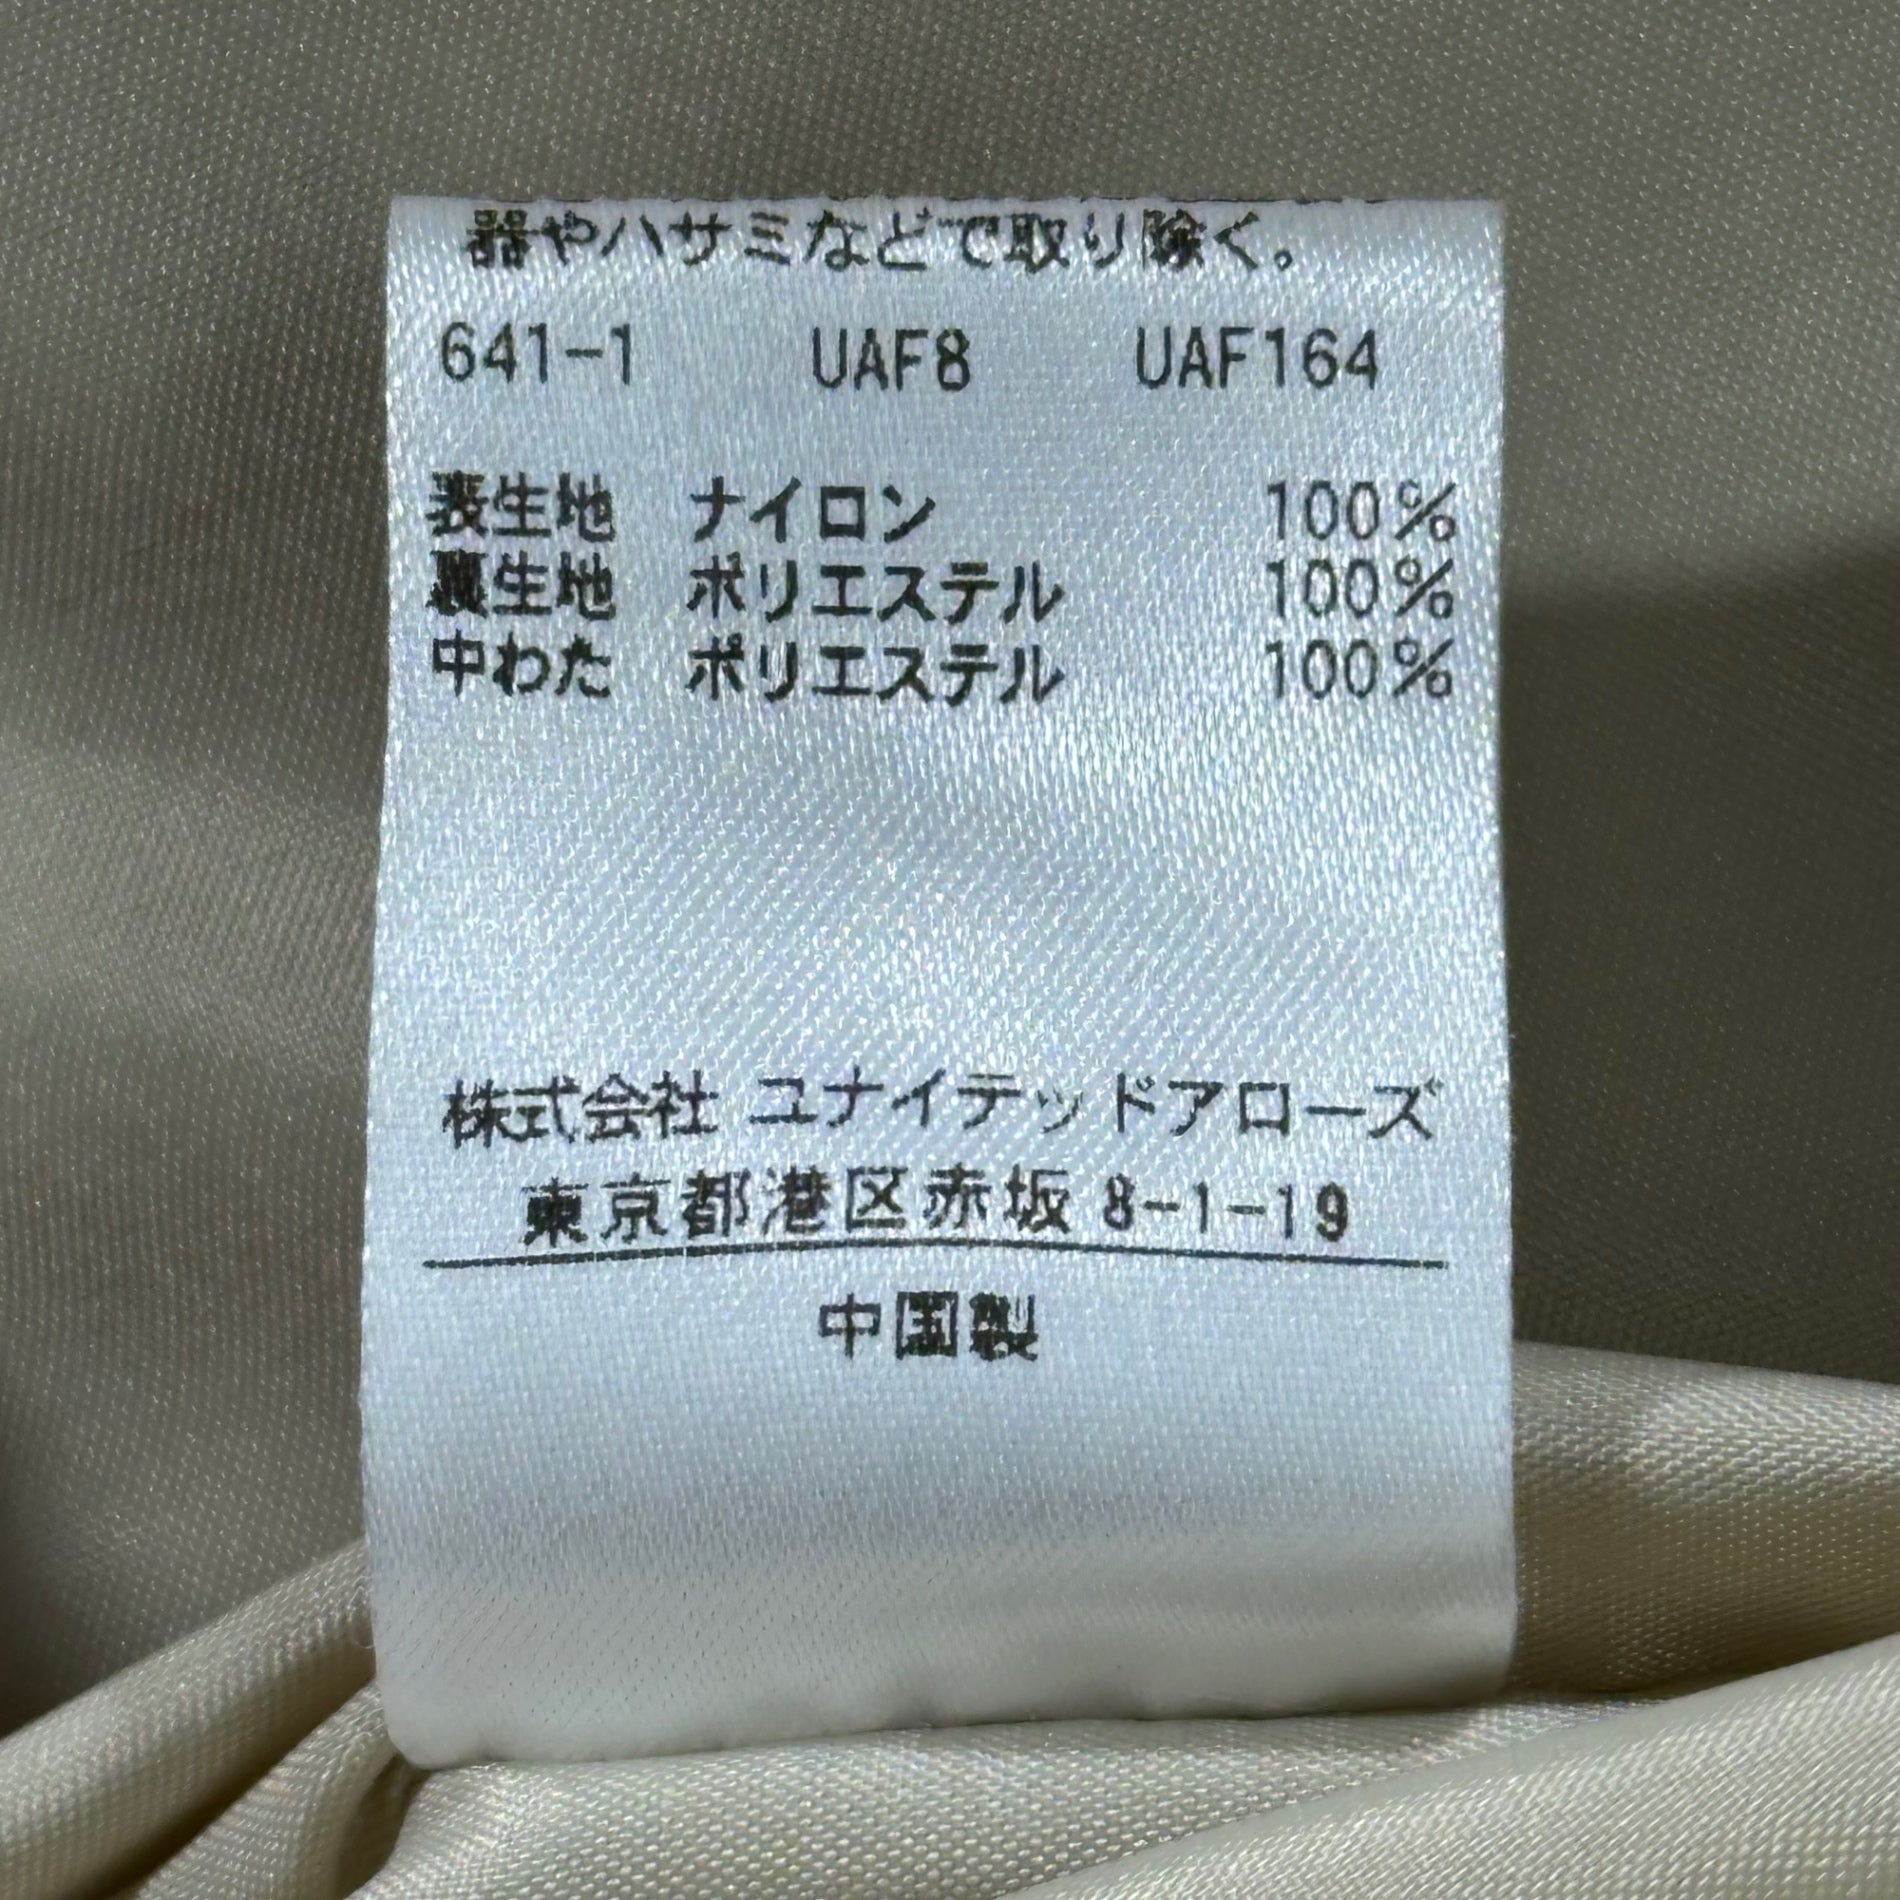 器やハサミなどで取り除く。
641-1 UAF8 UAF164
表生地 ナイロン 100%
裏生地 ポリエステル 100%
中わた ポリエステル 100%
株式会社 ユナイテッドアローズ
東京都港区赤坂 8-1-19
中国製